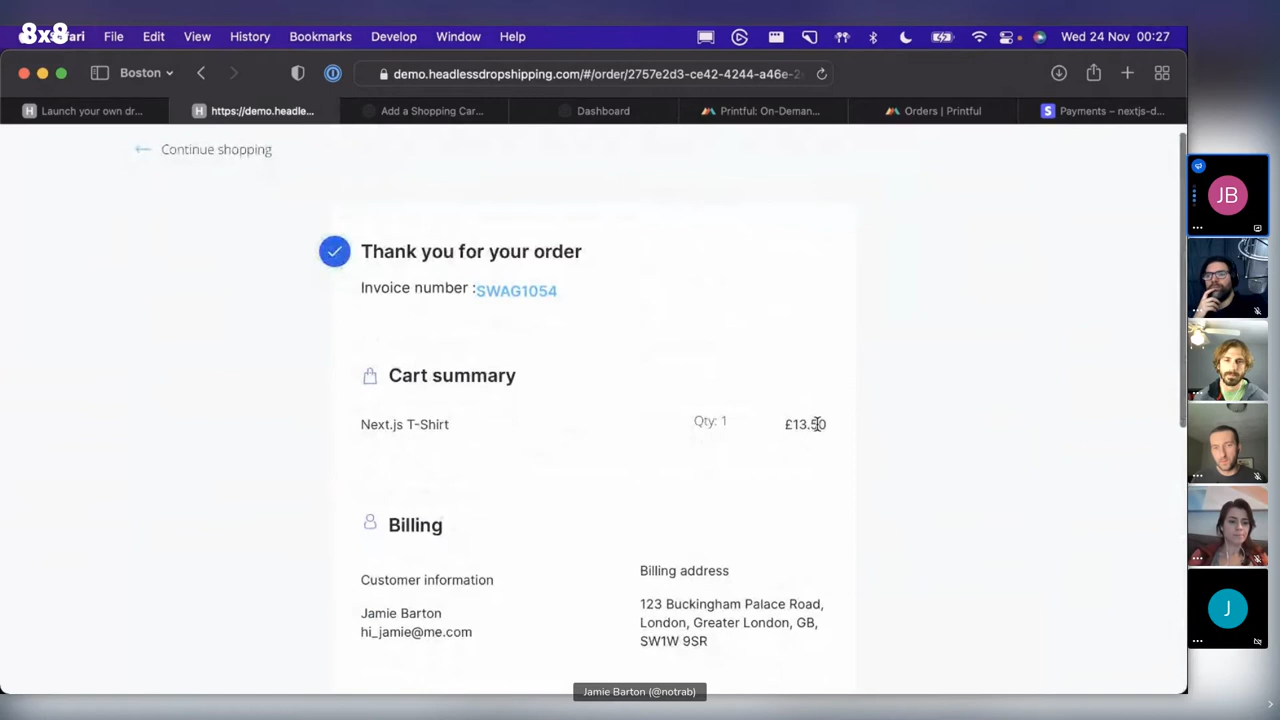 8x8
Safari File Edit View History Bookmarks Develop Window Help Wed 24 Nov 00:27
Boston demo.headlessdropshipping.com/#/order/2757e2d3-ce42-4244-a46e-2
H Launch your own dr... H https://demo.headle... Add a Shopping Car... Dashboard Printful: On-Deman... Orders | Printful S Payments – nextjs-d...
Continue shopping
Thank you for your order
Invoice number :SWAG1054
Cart summary
Next.js T-Shirt Qty: 1 £13.50
Billing
Customer information
Jamie Barton
hi_jamie@me.com
Billing address
123 Buckingham Palace Road,
London, Greater London, GB,
SW1W 9SR
JB
J
Jamie Barton (@notrab)